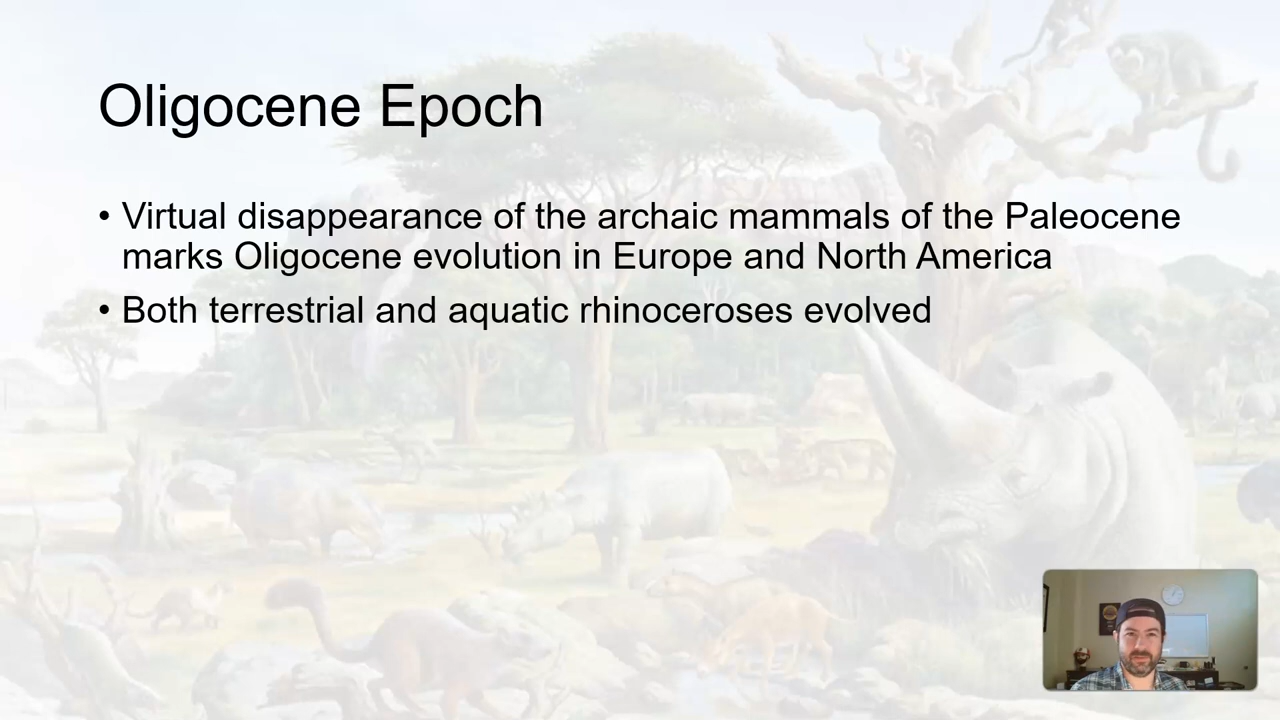 Oligocene Epoch
• Virtual disappearance of the archaic mammals of the Paleocene
marks Oligocene evolution in Europe and North America
• Both terrestrial and aquatic rhinoceroses evolved